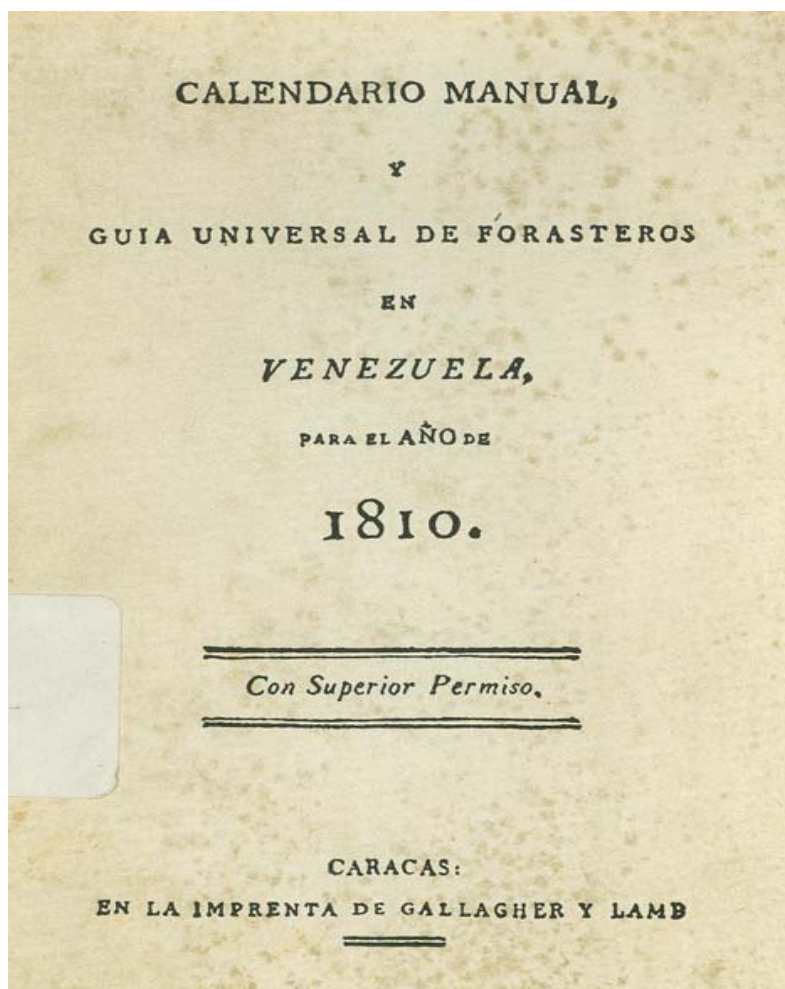 CALENDARIO MANUAL,
Y
GUIA UNIVERSAL DE FORASTEROS
EN
VENEZUELA,
PARA EL AÑO DE
1810.
Con Superior Permiso.
CARACAS:
EN LA IMPRENTA DE GALLAGHER Y LAMB